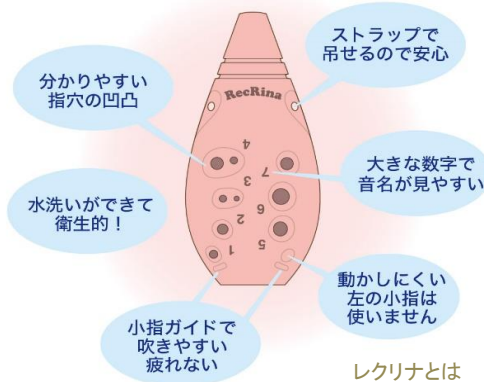 ストラップで
吊せるので安心
分かりやすい
指穴の凹凸
RecRina
4
3
7
大きな数字で
音名が見やすい
水洗いができて
衛生的！
2
6
1
5
動かしにくい
左の小指は
使いません
小指ガイドで
吹きやすい
疲れない
レクリナとは